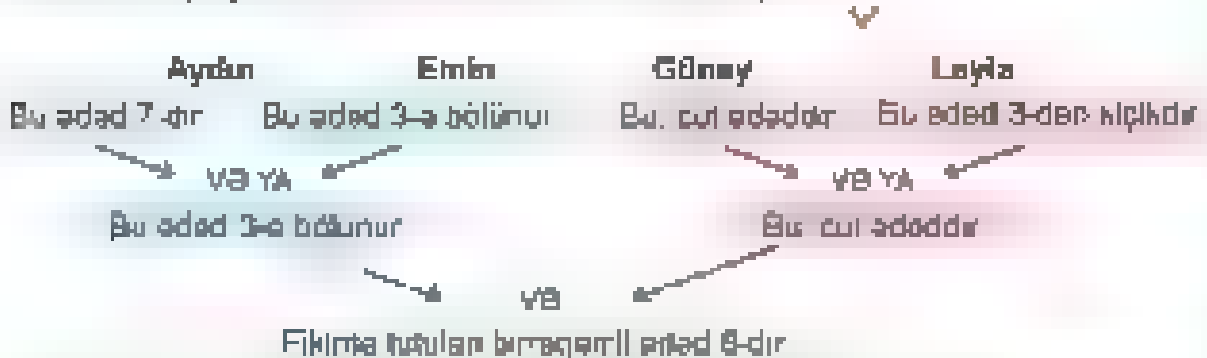 Aydın Emin Günay Leyla
Bu ədəd 7-dir Bu ədəd 3-ə bölünür Bu, cüt ədəddir Bu ədəd 3-dən kiçikdir
VƏ YA VƏ YA
Bu ədəd 3-ə bölünür Bu, cüt ədəddir
VƏ
Fikirmə tutulan birrəqəmli ədəd 6-dır